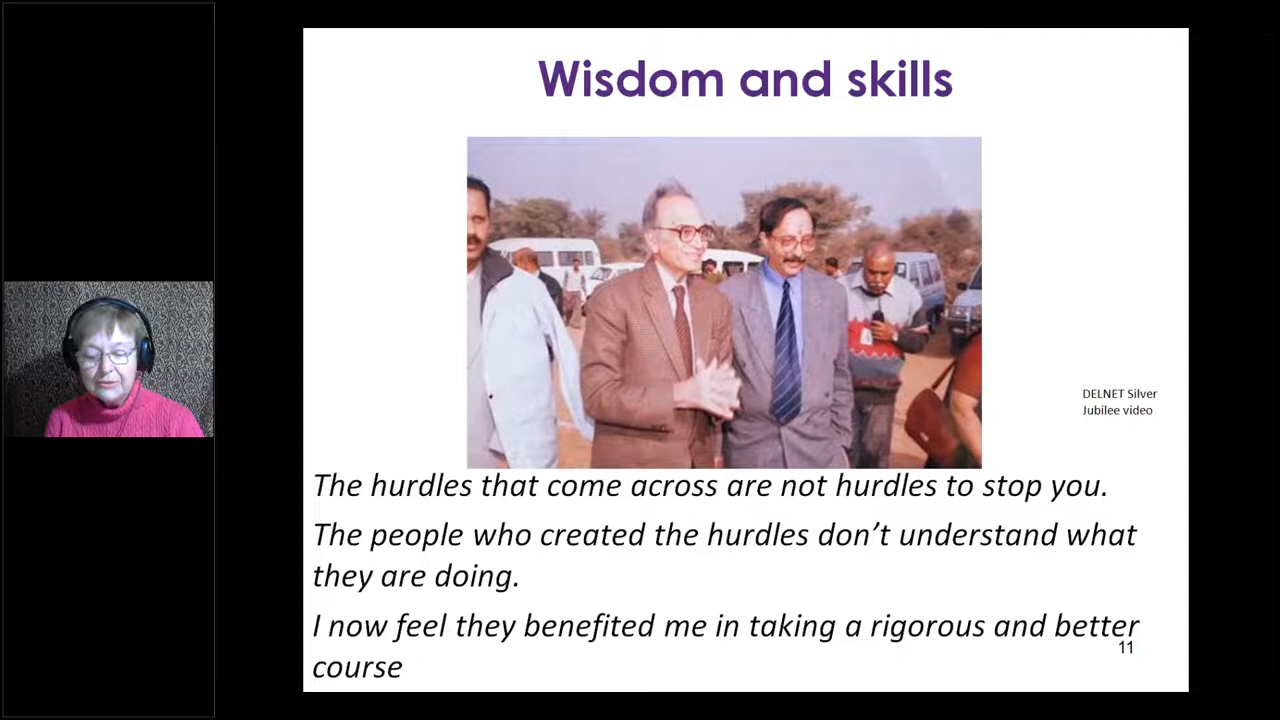 Wisdom and skills
DELNET Silver
Jubilee video
The hurdles that come across are not hurdles to stop you.
The people who created the hurdles don’t understand what
they are doing.
I now feel they benefited me in taking a rigorous and better
course
11